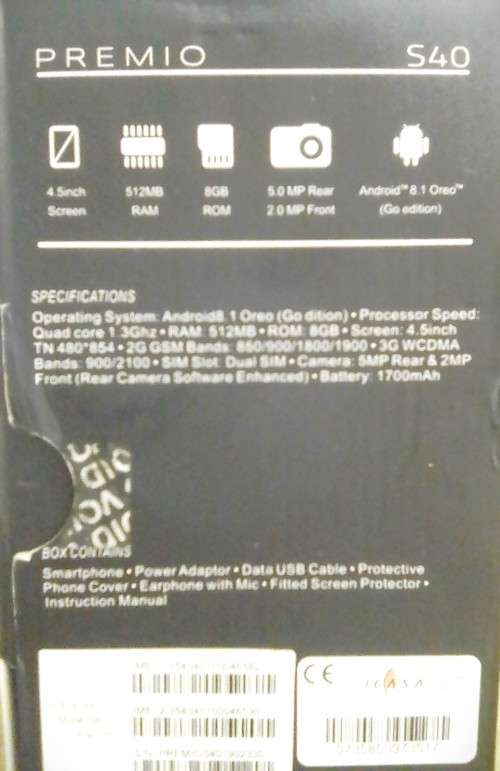 PREMIO S40
4.5inch 512MB 8GB 5.0 MP Rear Android™ 8.1 Oreo™
Screen RAM ROM 2.0 MP Front (Go edition)
SPECIFICATIONS
Operating System: Android8.1 Oreo (Go dition) • Processor Speed:
Quad core 1.3Ghz • RAM: 512MB • ROM: 8GB • Screen: 4.5inch
TN 480*854 • 2G GSM Bands: 850/900/1800/1900 • 3G WCDMA
Bands: 900/2100 • SIM Slot: Dual SIM • Camera: 5MP Rear & 2MP
Front (Rear Camera Software Enhanced) • Battery: 1700mAh
VOID
BOX CONTAINS
Smartphone • Power Adaptor • Data USB Cable • Protective
Phone Cover • Earphone with Mic • Fitted Screen Protector •
Instruction Manual
CE ICASA